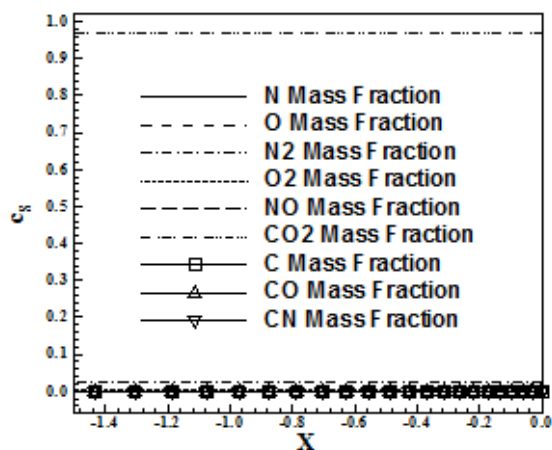 1.0
0.9
0.8
0.7
0.6
0.5
0.4
0.3
0.2
0.1
0.0
c_s
N Mass Fraction
O Mass Fraction
N2 Mass Fraction
O2 Mass Fraction
NO Mass Fraction
CO2 Mass Fraction
C Mass Fraction
CO Mass Fraction
CN Mass Fraction
-1.4 -1.2 -1.0 -0.8 -0.6 -0.4 -0.2 0.0
X